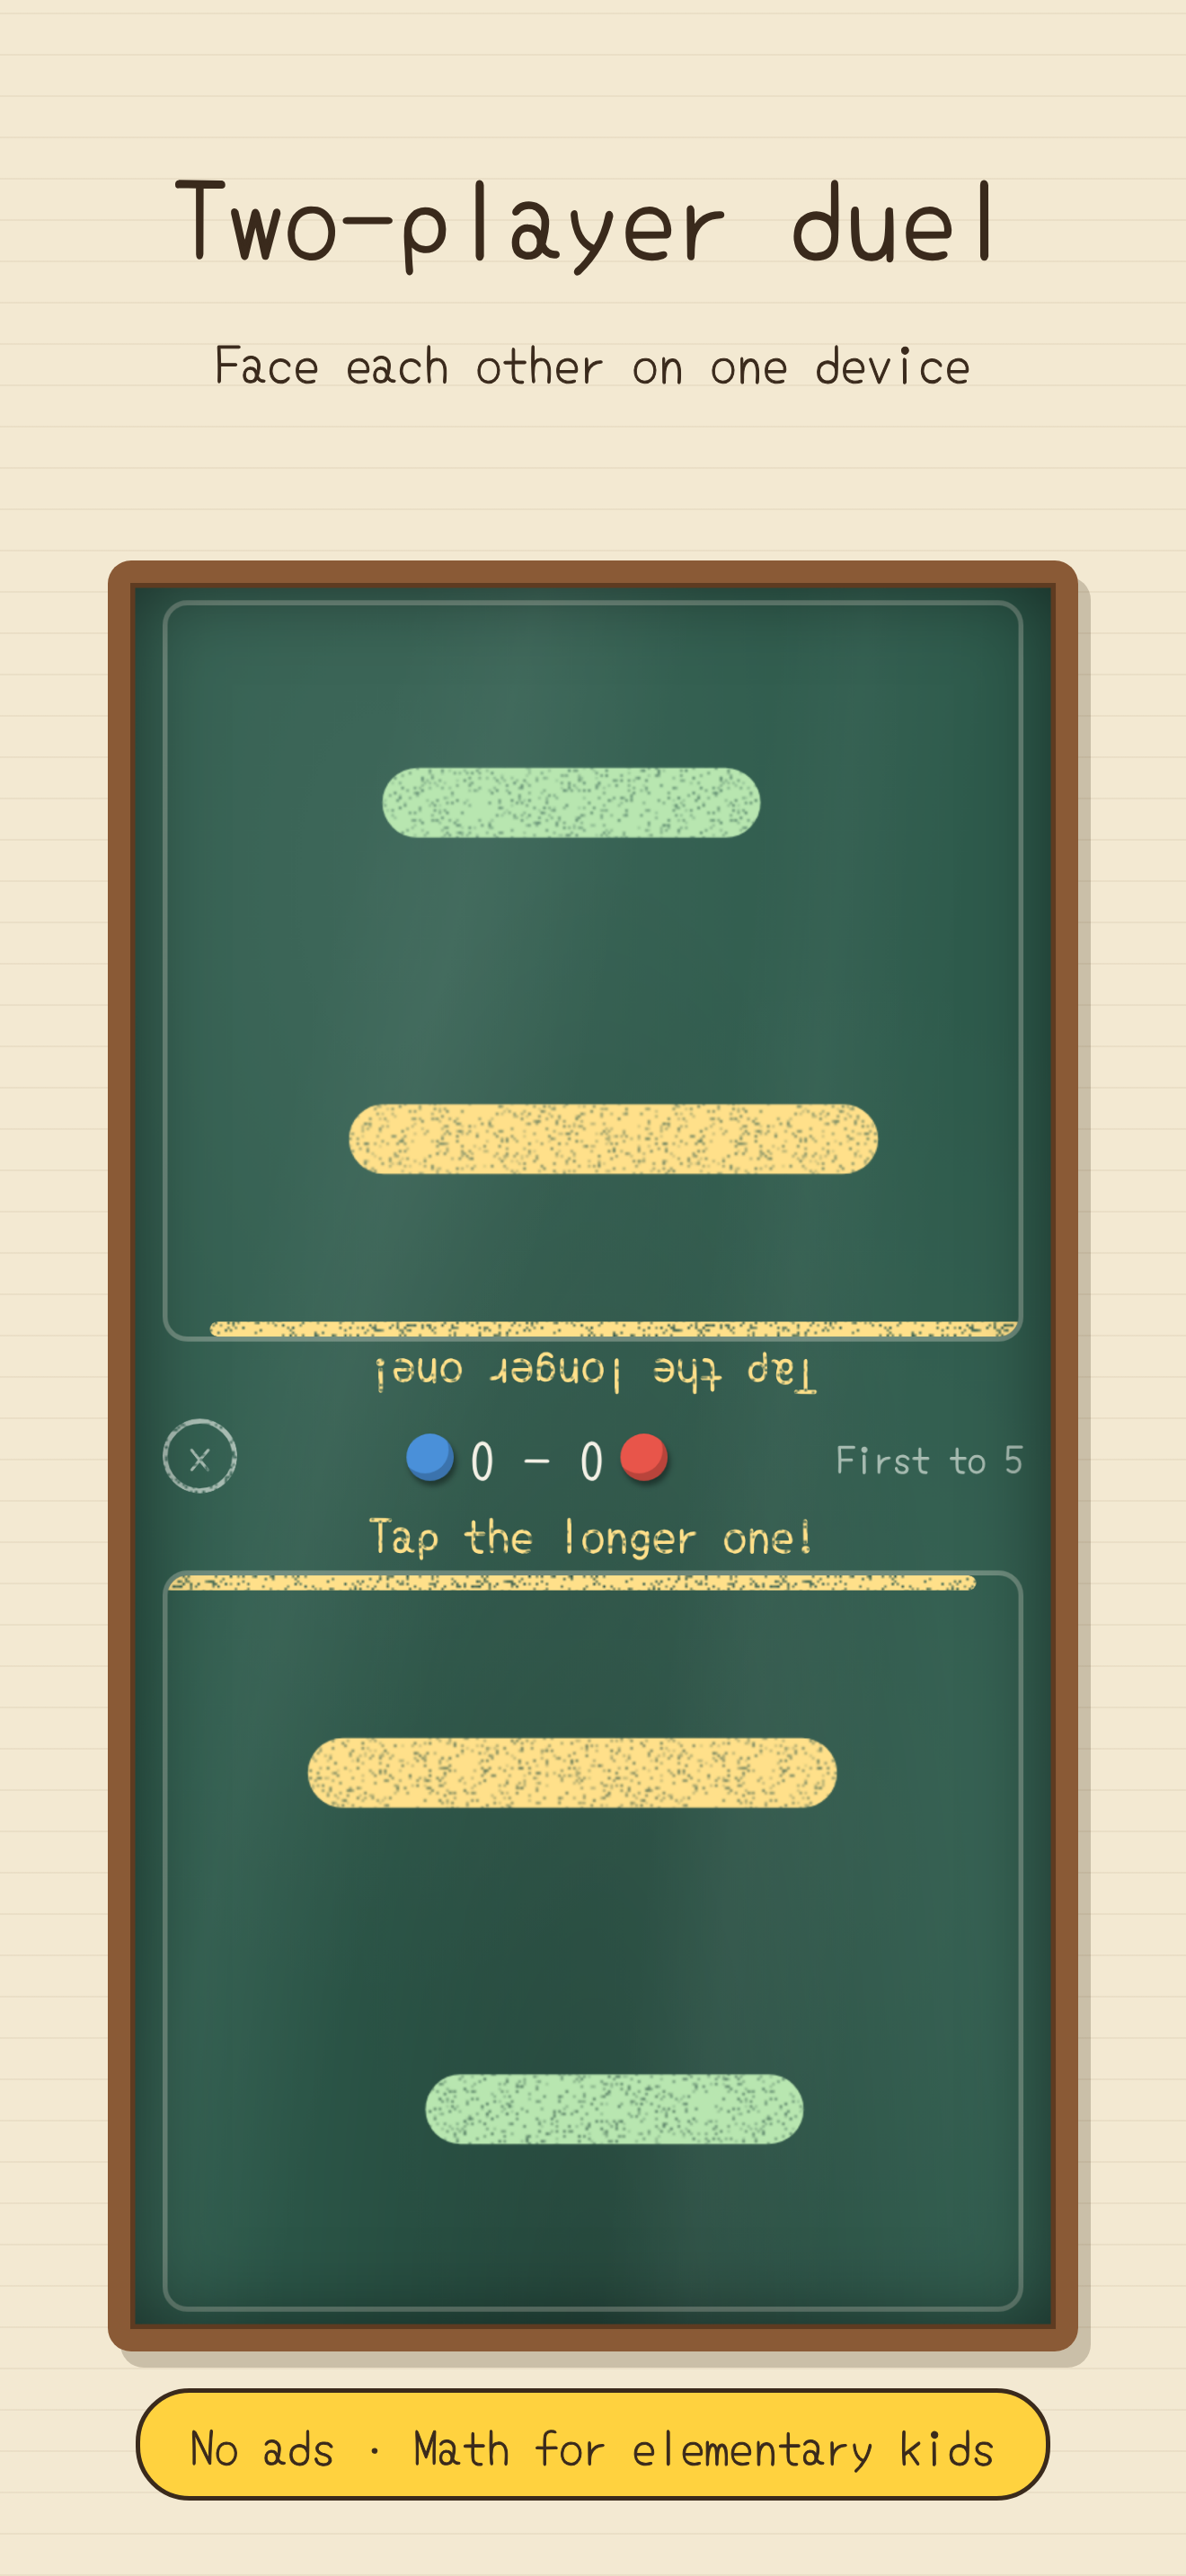 Two-player duel
Face each other on one device
Tap the longer one!
x
0 - 0
First to 5
Tap the longer one!
No ads · Math for elementary kids